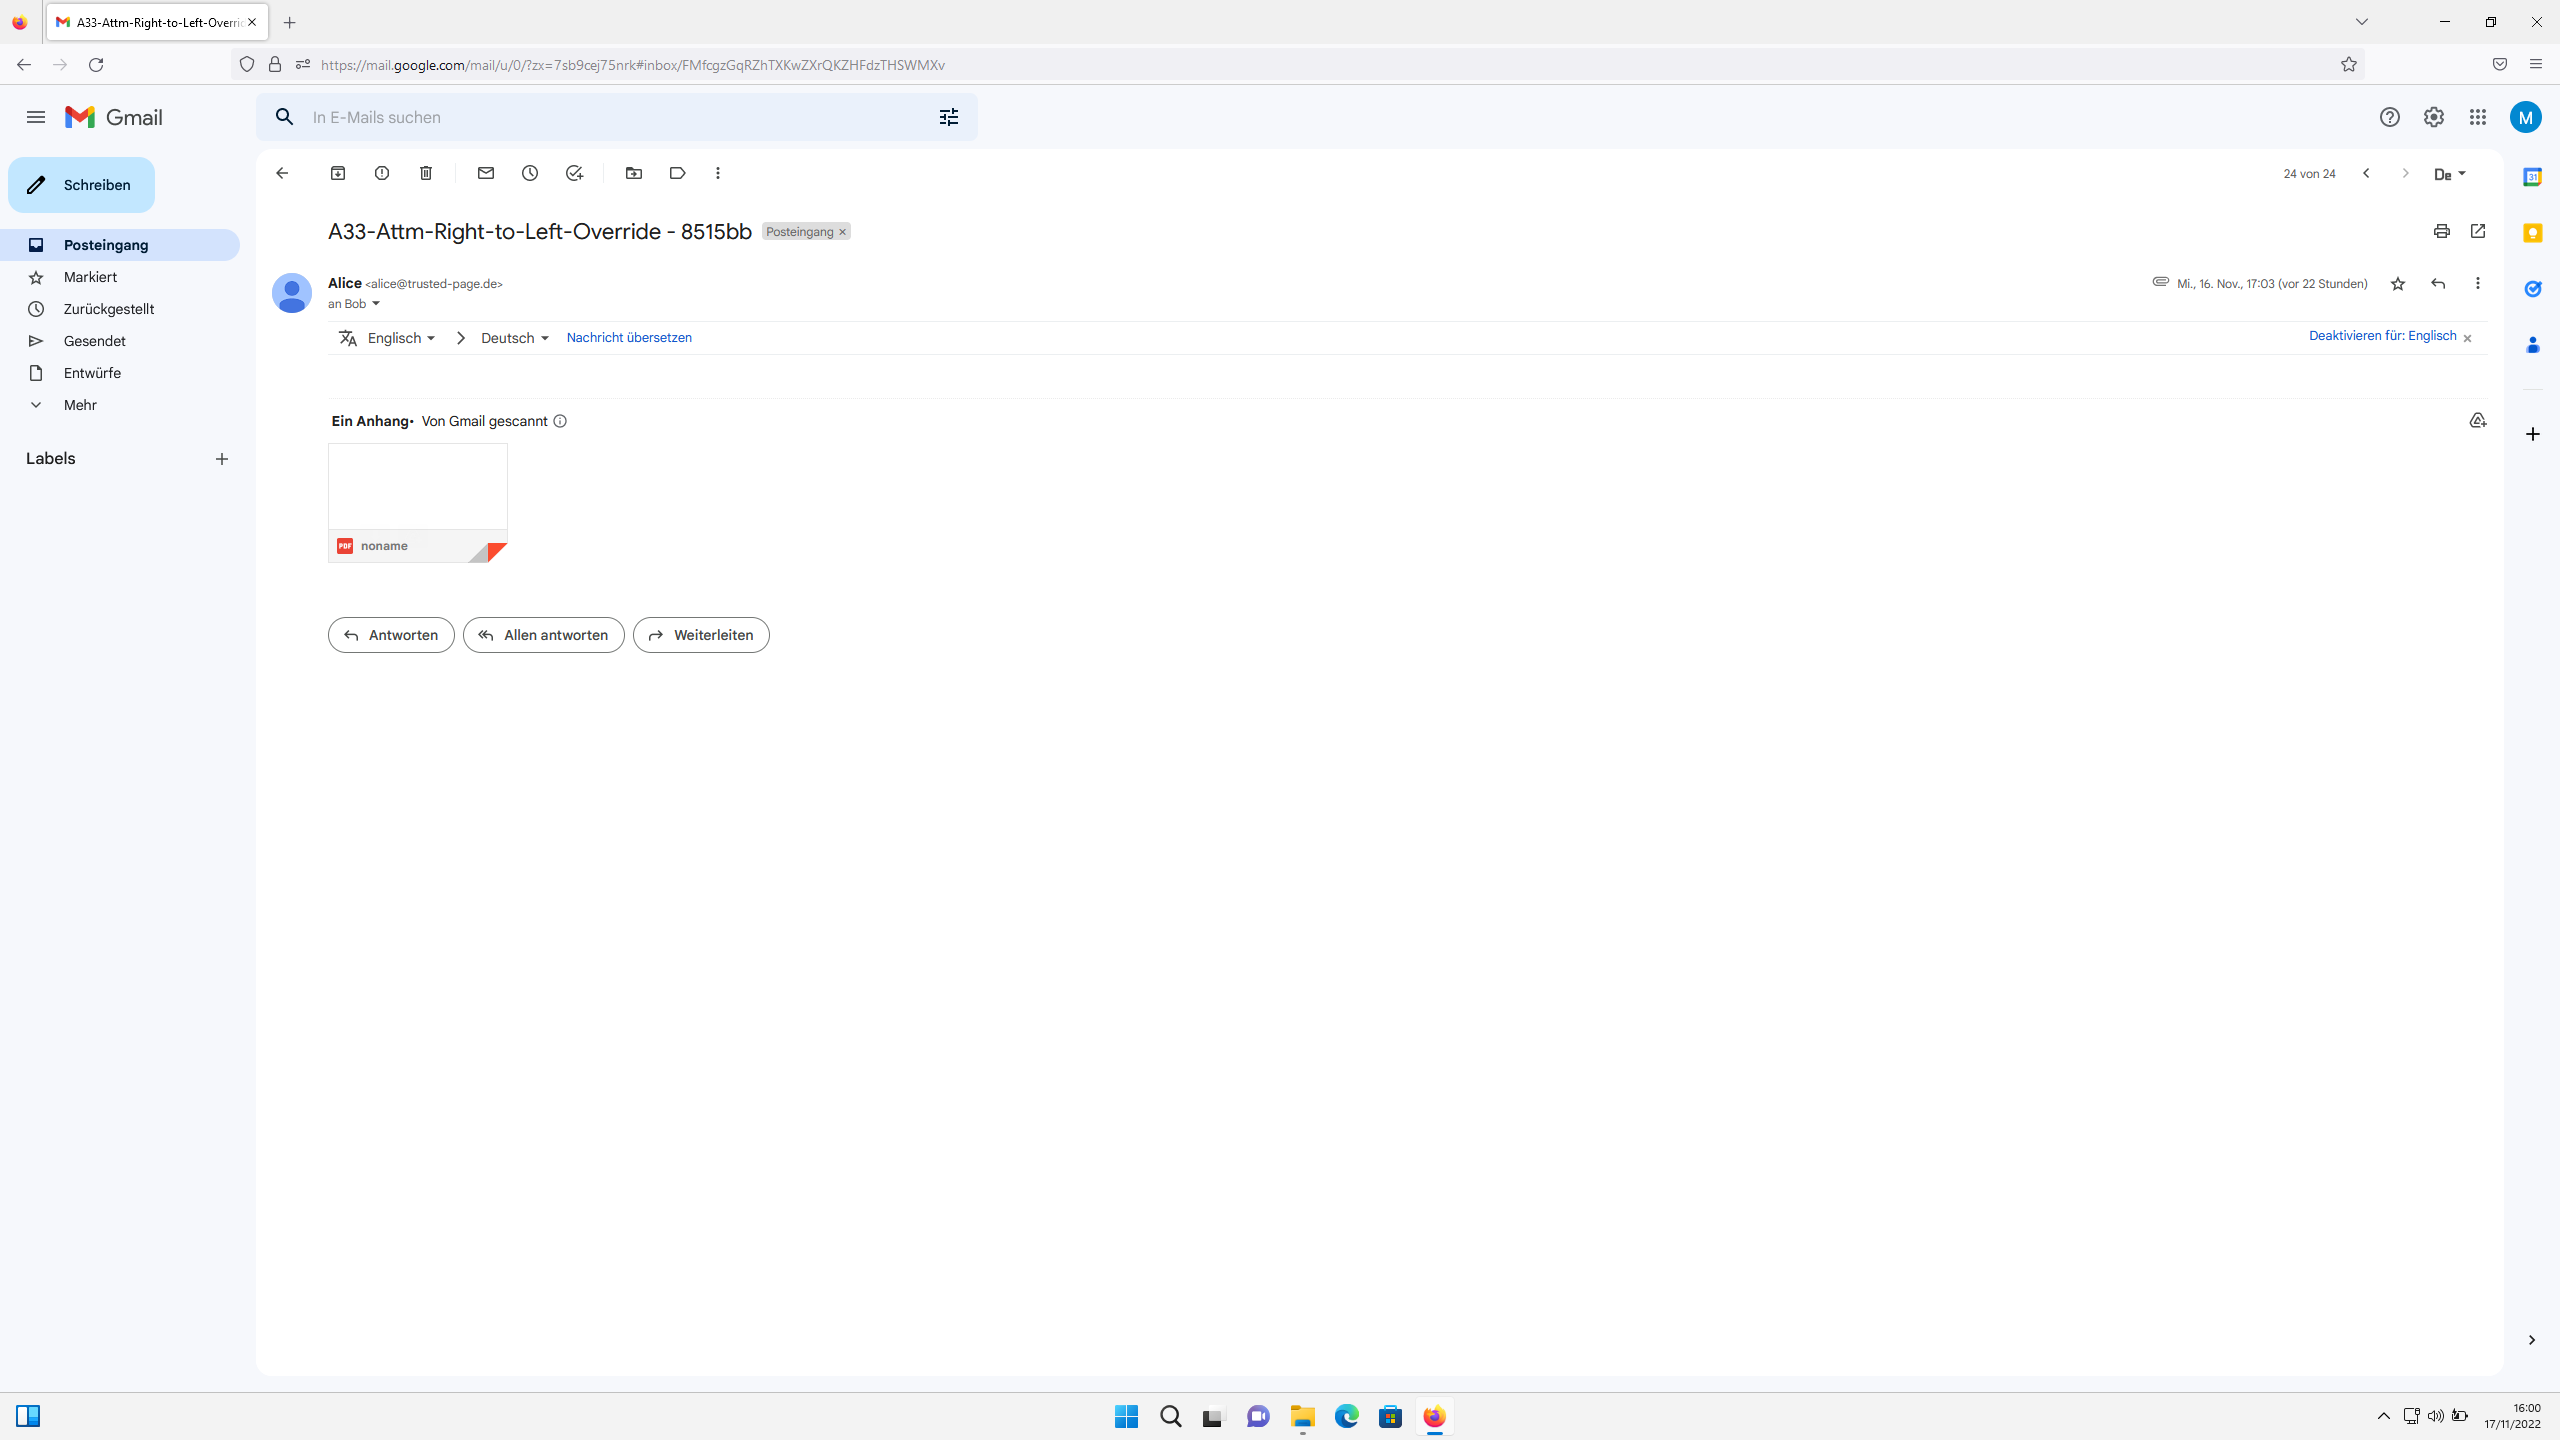 A33-Attm-Right-to-Left-Overri
https://mail.google.com/mail/u/0/?zx=7sb9cej75nrk#inbox/FMfcgzGqRZhTXKwZXrQKZHFdzTHSWMXv
Gmail
In E-Mails suchen
M
Schreiben
24 von 24
De
31
Posteingang
Markiert
Zurückgestellt
Gesendet
Entwürfe
Mehr
Labels
A33-Attm-Right-to-Left-Override - 8515bb Posteingang
Alice <alice@trusted-page.de>
Mi., 16. Nov., 17:03 (vor 22 Stunden)
an Bob
Englisch Deutsch Nachricht übersetzen
Deaktivieren für: Englisch
Ein Anhang• Von Gmail gescannt
PDF noname
Antworten Allen antworten Weiterleiten
16:00
17/11/2022